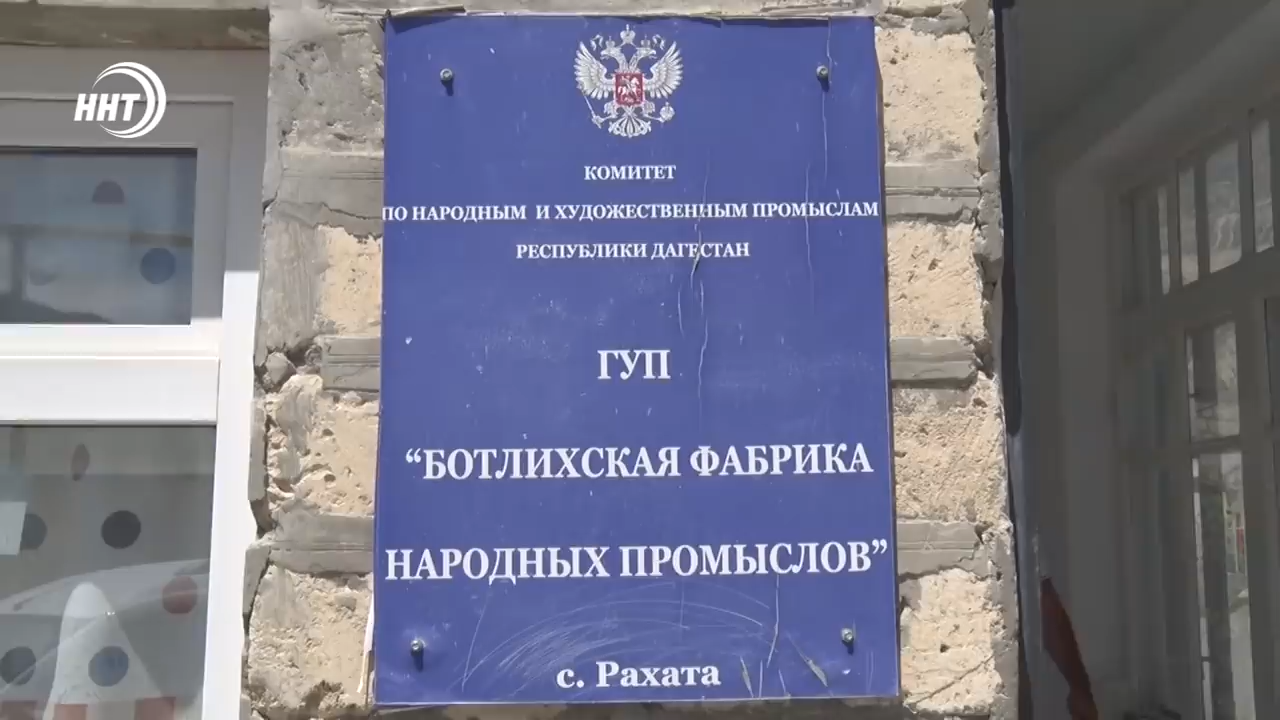 ННТ
КОМИТЕТ
ПО НАРОДНЫМ И ХУДОЖЕСТВЕННЫМ ПРОМЫСЛАМ
РЕСПУБЛИКИ ДАГЕСТАН
ГУП
“БОТЛИХСКАЯ ФАБРИКА
НАРОДНЫХ ПРОМЫСЛОВ”
с. Рахата